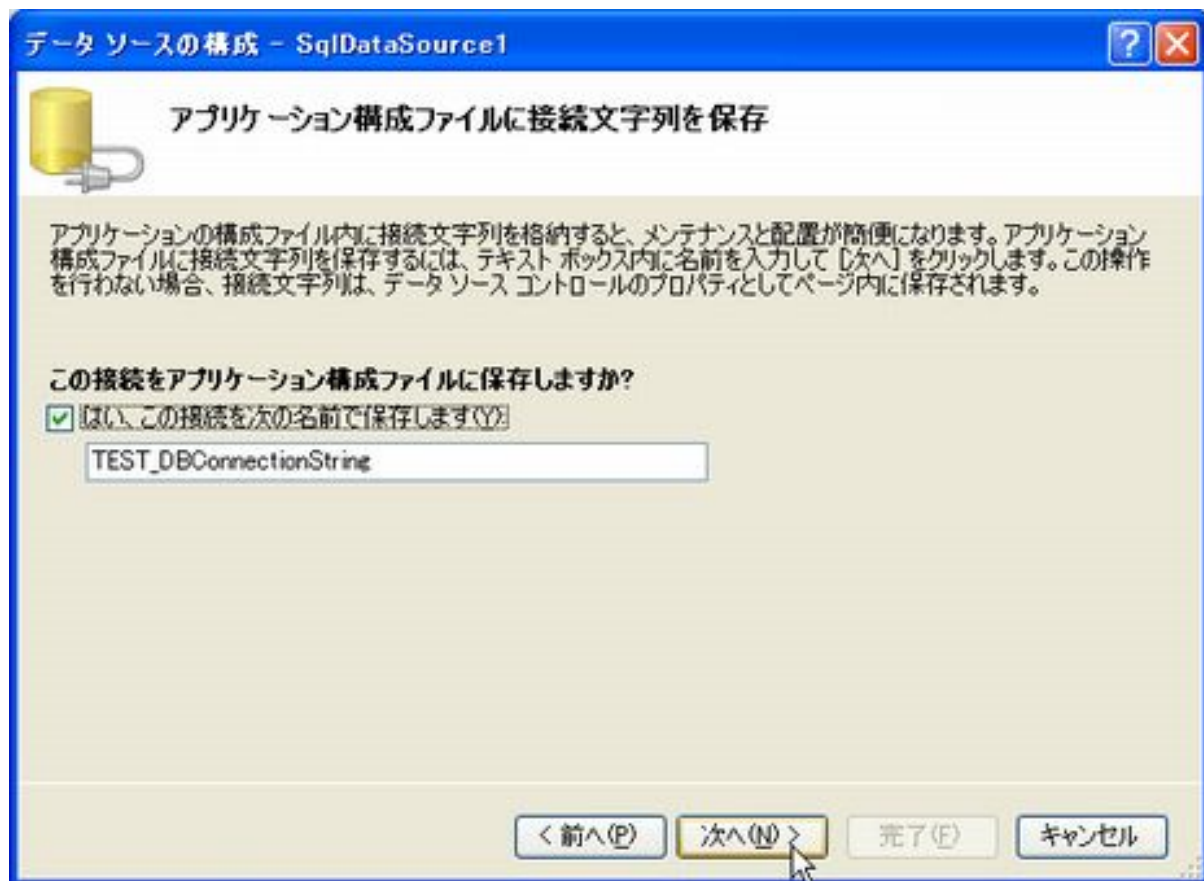 データ ソースの構成 - SqlDataSource1
アプリケーション構成ファイルに接続文字列を保存
アプリケーションの構成ファイル内に接続文字列を格納すると、メンテナンスと配置が簡便になります。アプリケーション
構成ファイルに接続文字列を保存するには、テキスト ボックス内に名前を入力して [次へ] をクリックします。この操作
を行わない場合、接続文字列は、データ ソース コントロールのプロパティとしてページ内に保存されます。
この接続をアプリケーション構成ファイルに保存しますか?
はい、この接続を次の名前で保存します(Y):
TEST_DBConnectionString
< 前へ(P) 次へ(N) > 完了(F) キャンセル